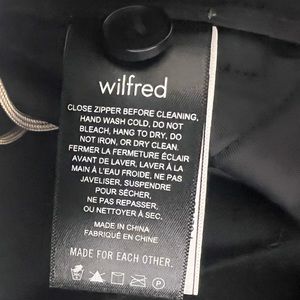 wilfred
CLOSE ZIPPER BEFORE CLEANING,
HAND WASH COLD, DO NOT
BLEACH, HANG TO DRY, DO
NOT IRON, OR DRY CLEAN.
FERMER LA FERMETURE ÉCLAIR
AVANT DE LAVER, LAVER À LA
MAIN À L'EAU FROIDE, NE PAS
JAVELISER, SUSPENDRE
POUR SÉCHER,
NE PAS REPASSER,
OU NETTOYER À SEC.
MADE IN CHINA
FABRIQUÉ EN CHINE
MADE FOR EACH OTHER.